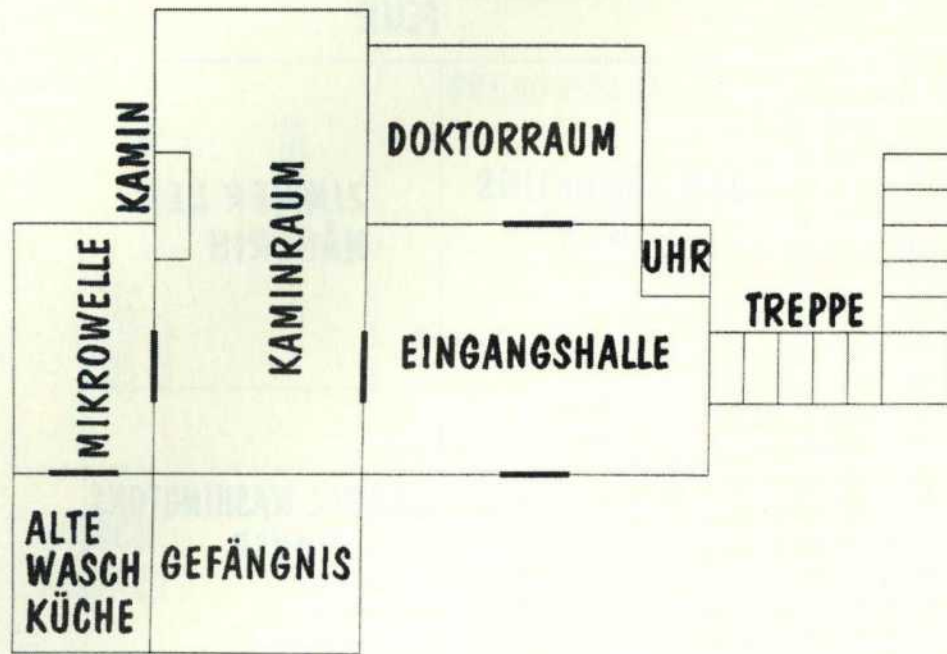 KAMIN
DOKTORRAUM
MIKROWELLE
KAMINRAUM
UHR
TREPPE
EINGANGSHALLE
ALTE
WASCH
KÜCHE
GEFÄNGNIS